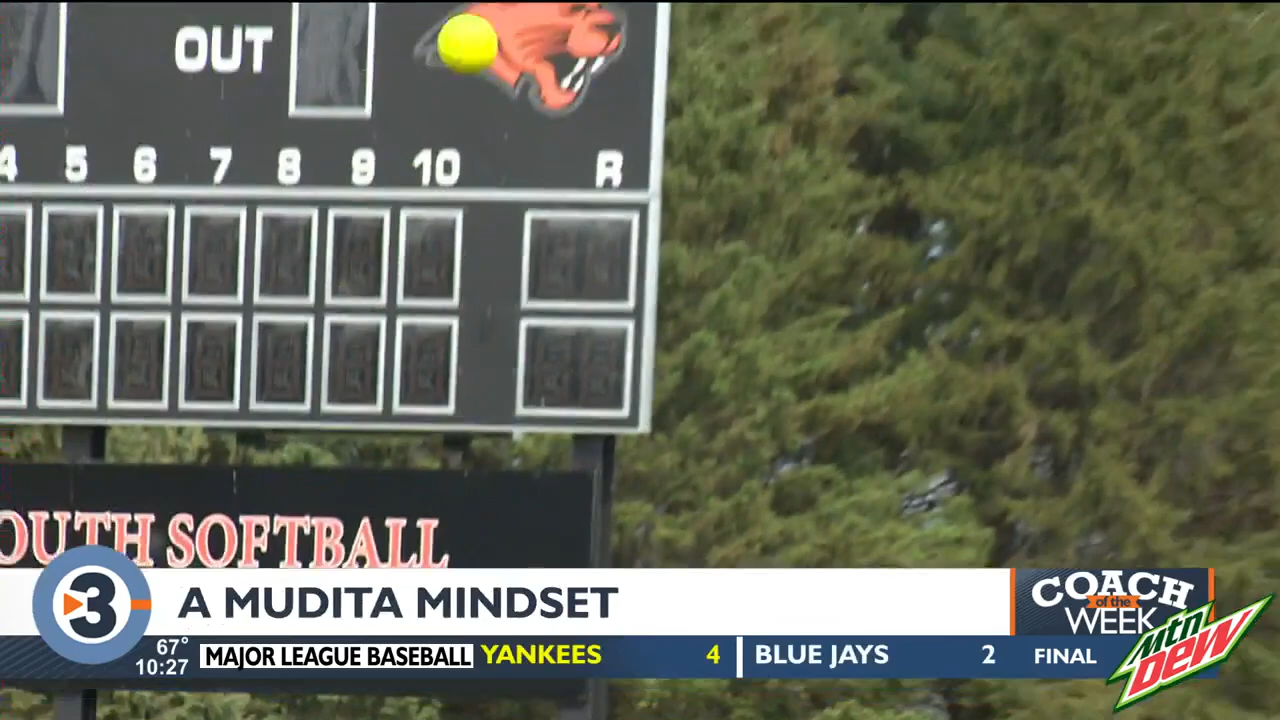 OUT
4 5 6 7 8 9 10 R
OUTH SOFTBALL
3 A MUDITA MINDSET
COACH of the WEEK
mtn DEW
67°
10:27
MAJOR LEAGUE BASEBALL YANKEES 4 BLUE JAYS 2 FINAL